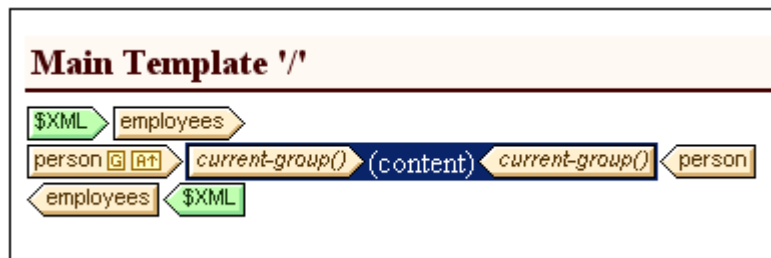 Main Template '/'
$XML employees
person G A↑ current-group() (content) current-group() person
employees $XML